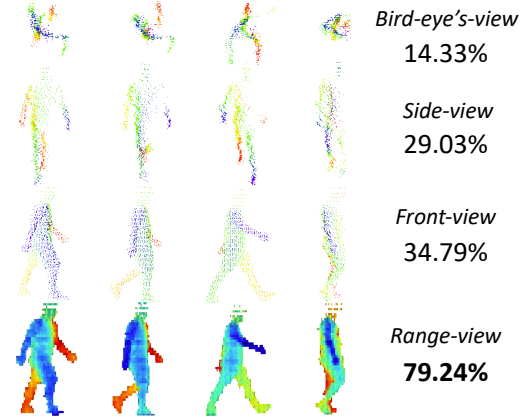 Bird-eye's-view
14.33%
Side-view
29.03%
Front-view
34.79%
Range-view
79.24%